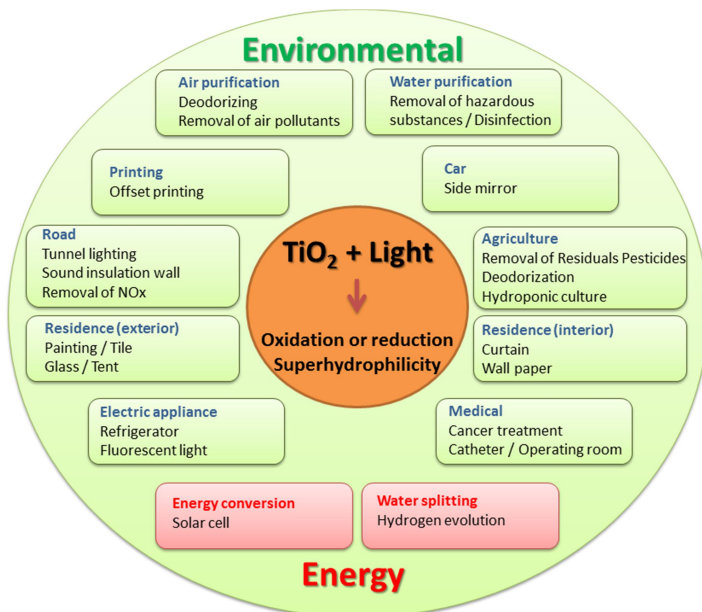 Environmental
Air purification
Deodorizing
Removal of air pollutants
Water purification
Removal of hazardous
substances / Disinfection
Printing
Offset printing
Car
Side mirror
Road
Tunnel lighting
Sound insulation wall
Removal of NOx
TiO₂ + Light
Oxidation or reduction
Superhydrophilicity
Agriculture
Removal of Residuals Pesticides
Deodorization
Hydroponic culture
Residence (exterior)
Painting / Tile
Glass / Tent
Residence (interior)
Curtain
Wall paper
Electric appliance
Refrigerator
Fluorescent light
Medical
Cancer treatment
Catheter / Operating room
Energy conversion
Solar cell
Water splitting
Hydrogen evolution
Energy